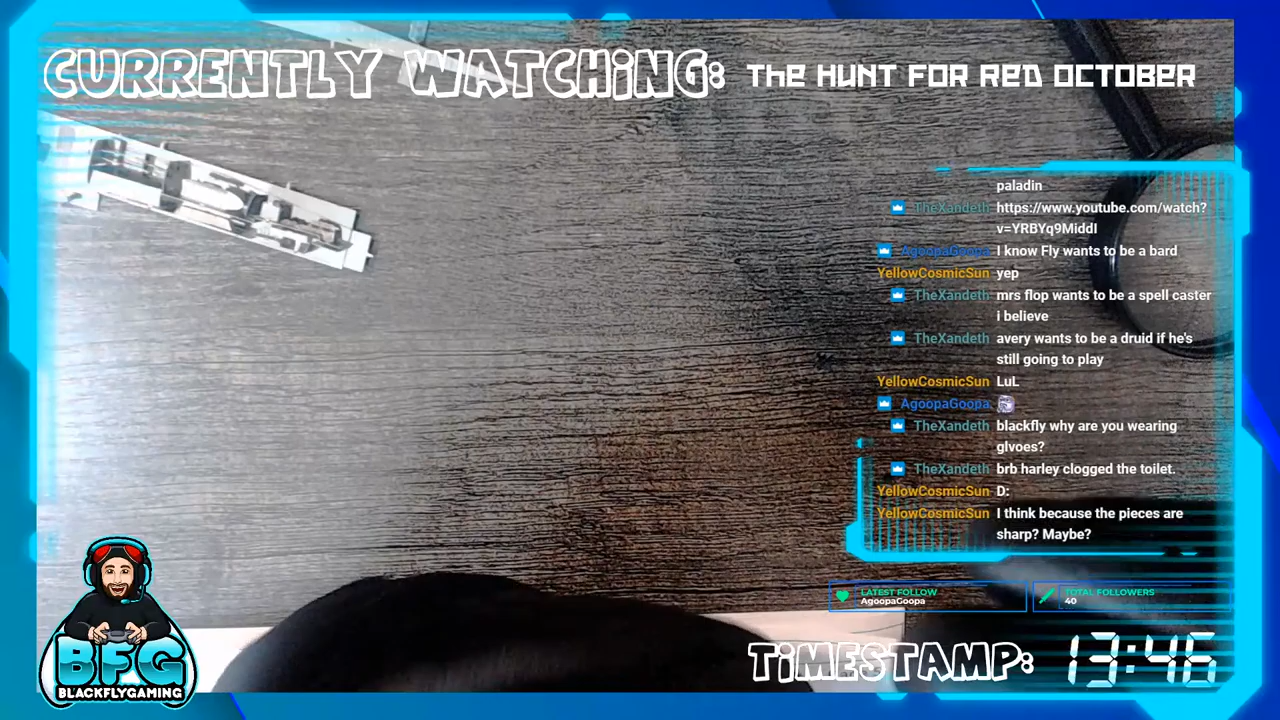 CURRENTLY WATCHING: THE HUNT FOR RED OCTOBER
paladin
TheXandeth https://www.youtube.com/watch?
v=YRBYq9MiddI
AgoopaGoopa I know Fly wants to be a bard
YellowCosmicSun yep
TheXandeth mrs flop wants to be a spell caster
i believe
TheXandeth avery wants to be a druid if he's
still going to play
YellowCosmicSun LuL
AgoopaGoopa
TheXandeth blackfly why are you wearing
glvoes?
TheXandeth brb harley clogged the toilet.
YellowCosmicSun D:
YellowCosmicSun I think because the pieces are
sharp? Maybe?
LATEST FOLLOW
AgoopaGoopa
TOTAL FOLLOWERS
40
TIMESTAMP: 13:46
BFG
BLACKFLYGAMING